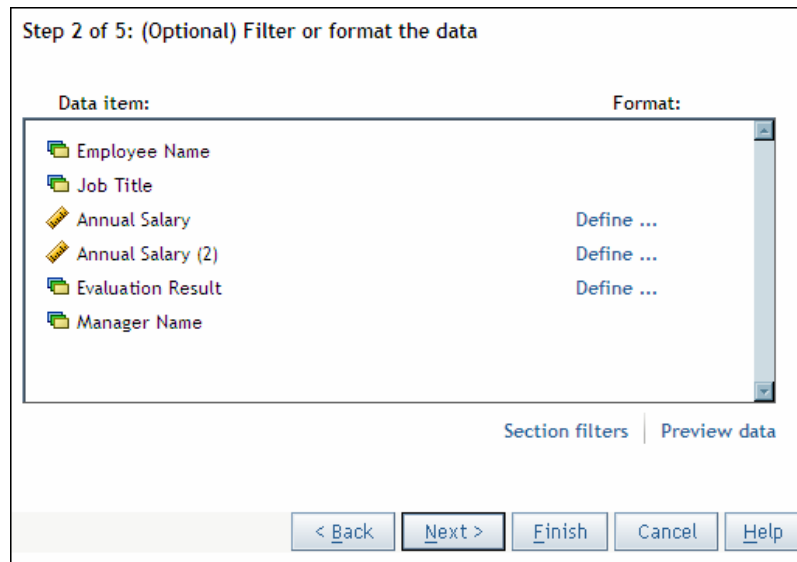 Step 2 of 5: (Optional) Filter or format the data
Data item: Format:
Employee Name
Job Title
Annual Salary Define ...
Annual Salary (2) Define ...
Evaluation Result Define ...
Manager Name
Section filters Preview data
< Back Next > Finish Cancel Help